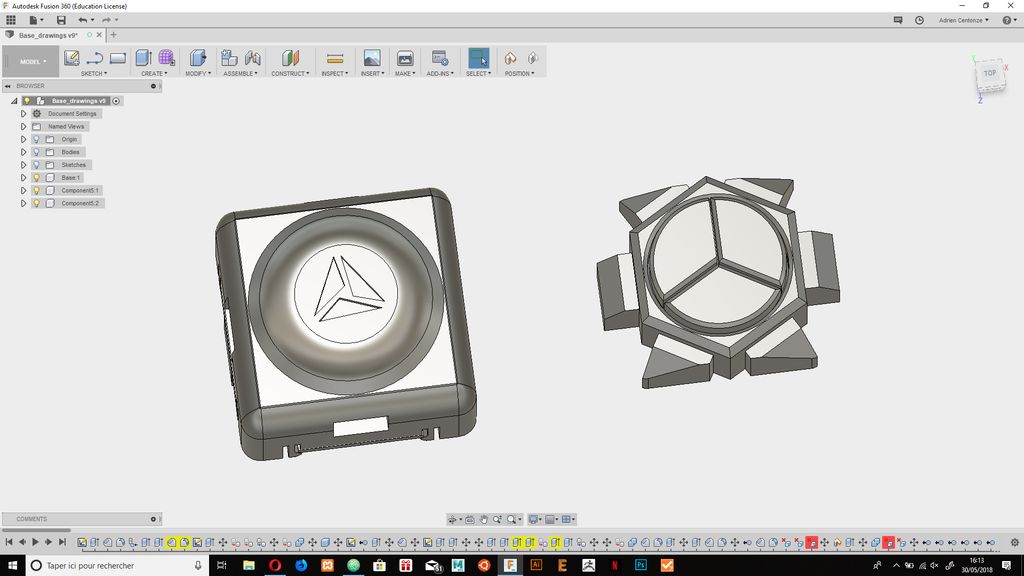 Autodesk Fusion 360 (Education License)
Base_drawings v9*
Adrien Centonze
MODEL
SKETCH
CREATE
MODIFY
ASSEMBLE
CONSTRUCT
INSPECT
INSERT
MAKE
ADD-INS
SELECT
POSITION
TOP
X
Z
BROWSER
Base_drawings v9
Document Settings
Named Views
Origin
Bodies
Sketches
Base:1
Component5:1
Component5:2
COMMENTS
Taper ici pour rechercher
16:13
30/05/2018